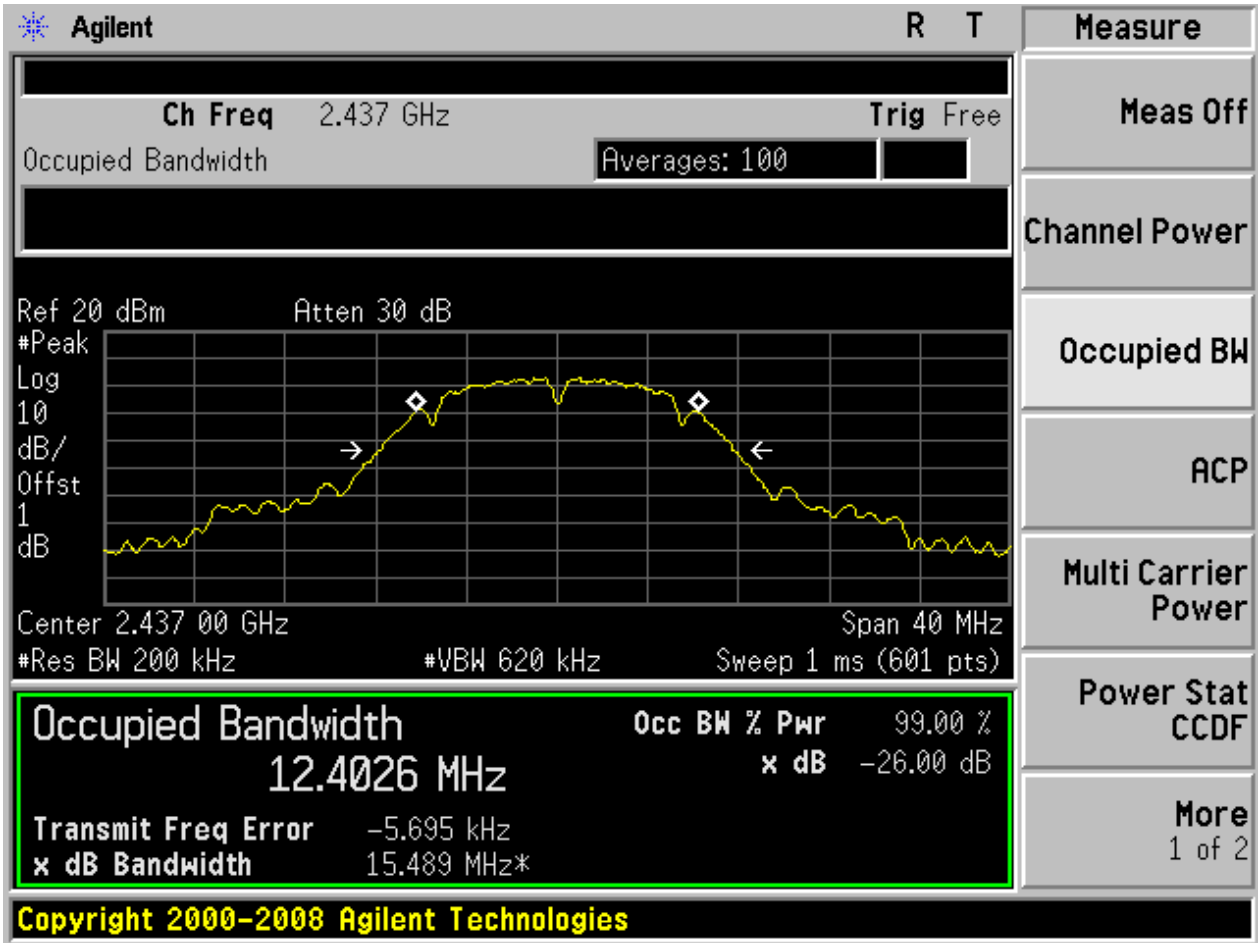 Agilent R T
Measure
Ch Freq 2.437 GHz Trig Free
Occupied Bandwidth Averages: 100
Ref 20 dBm Atten 30 dB
#Peak
Log
10
dB/
Offst
1
dB
Center 2.437 00 GHz Span 40 MHz
#Res BW 200 kHz #VBW 620 kHz Sweep 1 ms (601 pts)
Occupied Bandwidth
12.4026 MHz
Occ BW % Pwr 99.00 %
x dB -26.00 dB
Transmit Freq Error -5.695 kHz
x dB Bandwidth 15.489 MHz*
Meas Off
Channel Power
Occupied BW
ACP
Multi Carrier
Power
Power Stat
CCDF
More
1 of 2
Copyright 2000-2008 Agilent Technologies